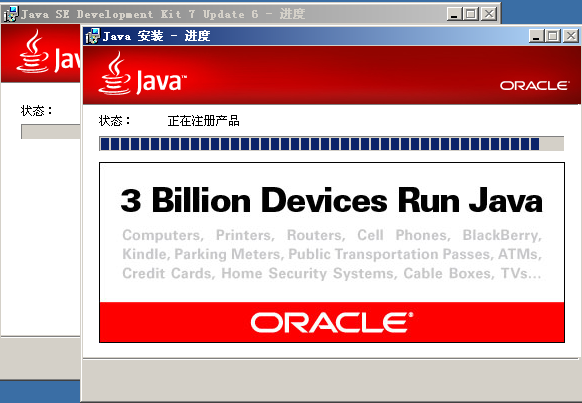 Java SE Development Kit 7 Update 6 - 进度
Java 安装 - 进度
Java™
ORACLE®
状态：
状态： 正在注册产品
3 Billion Devices Run Java
Computers, Printers, Routers, Cell Phones, BlackBerry,
Kindle, Parking Meters, Public Transportation Passes, ATMs,
Credit Cards, Home Security Systems, Cable Boxes, TVs...
ORACLE®